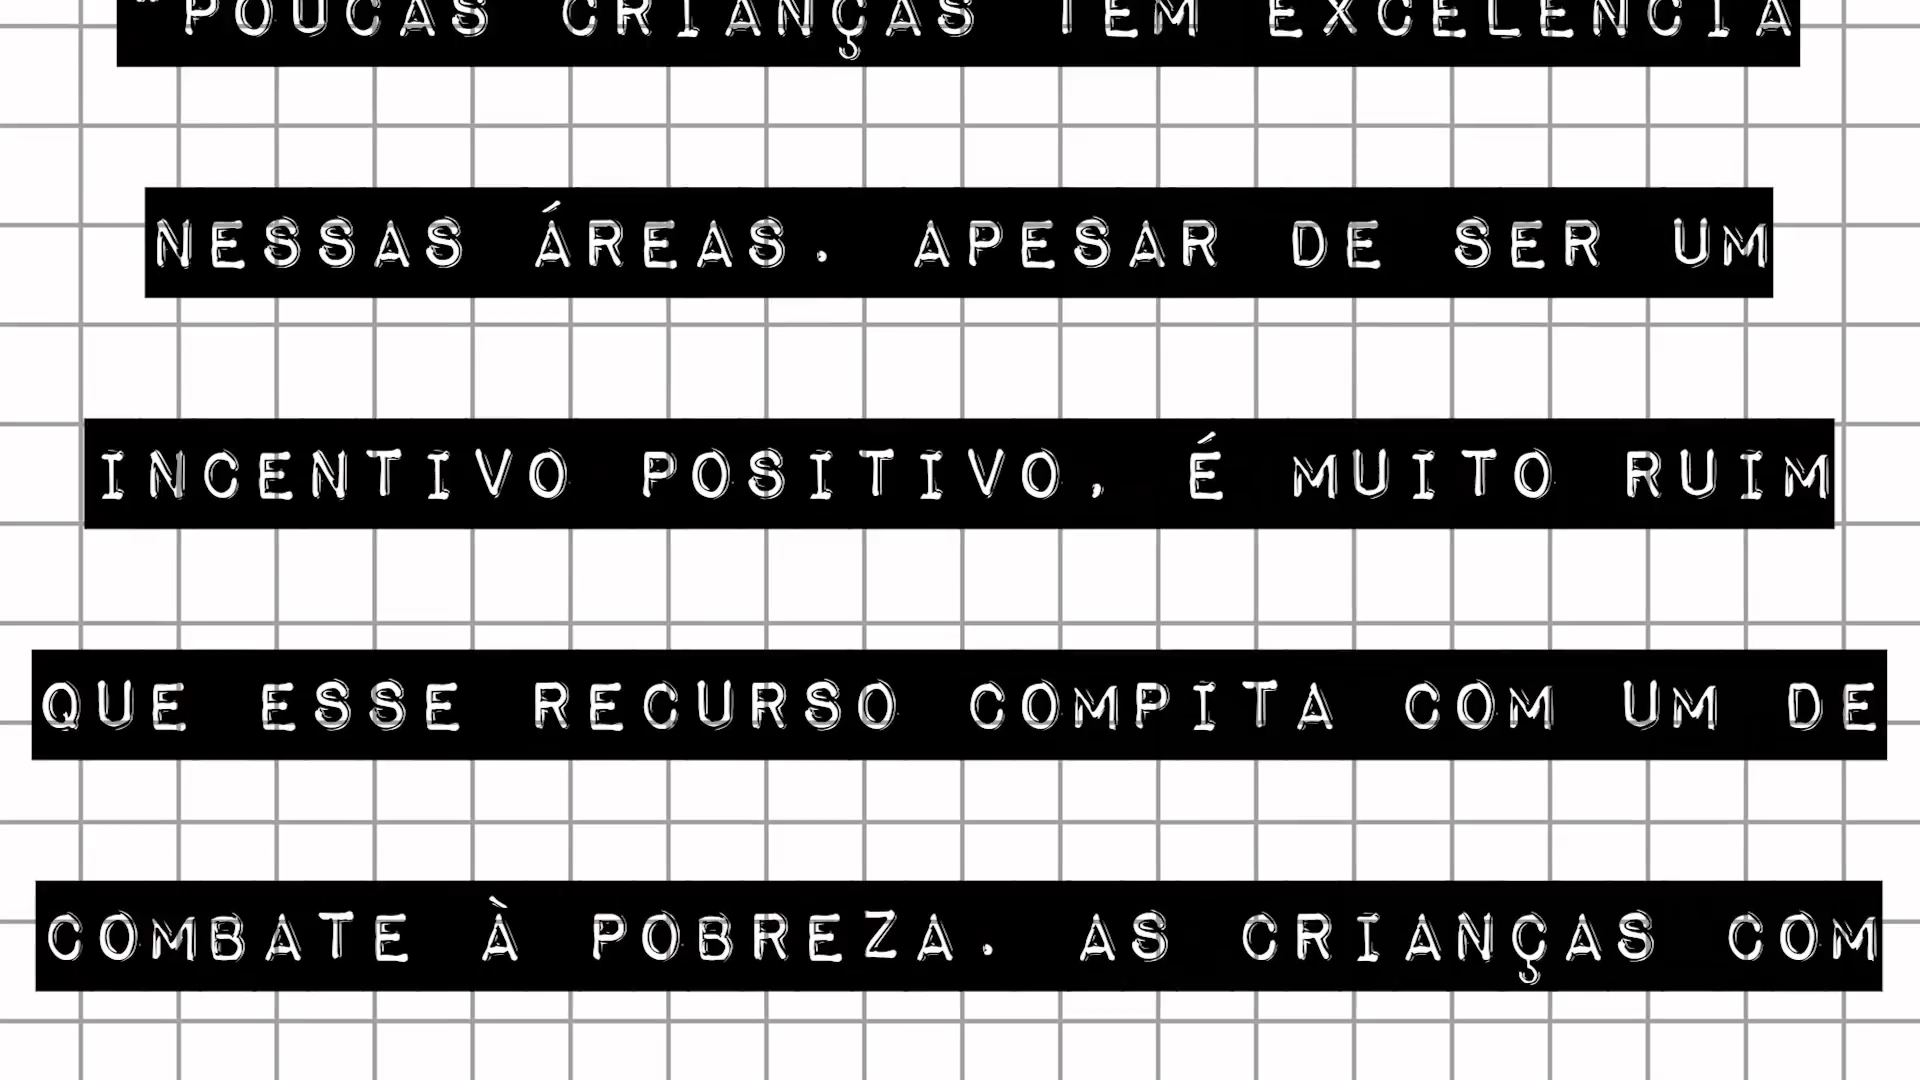 "POUCAS CRIANÇAS TÊM EXCELÊNCIA
NESSAS ÁREAS. APESAR DE SER UM
INCENTIVO POSITIVO, É MUITO RUIM
QUE ESSE RECURSO COMPITA COM UM DE
COMBATE À POBREZA. AS CRIANÇAS COM